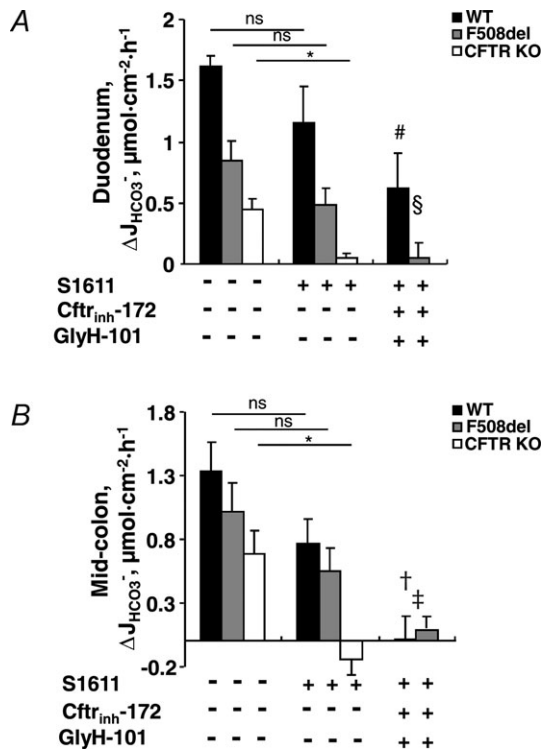 A
WT
F508del
CFTR KO
ns
ns
*
Duodenum,
ΔJHCO3-, µmol·cm-2·h-1
2
1.5
1
0.5
0
#
§
S1611 - - - + + + + +
Cftrinh-172 - - - - - - + +
GlyH-101 - - - - - - + +
B
WT
F508del
CFTR KO
ns
ns
*
Mid-colon,
ΔJHCO3-, µmol·cm-2·h-1
1.8
1.3
0.8
0.3
-0.2
†
‡
S1611 - - - + + + + +
Cftrinh-172 - - - - - - + +
GlyH-101 - - - - - - + +